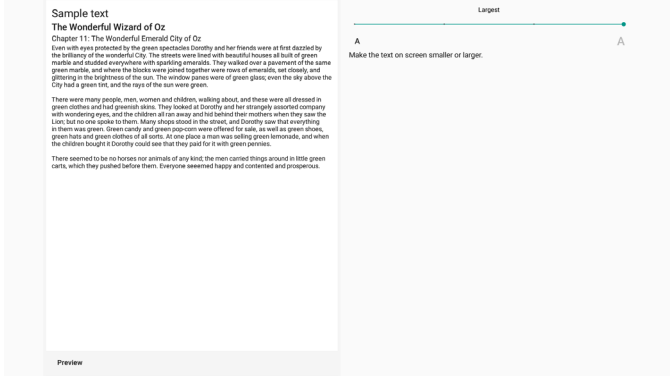 Sample text
The Wonderful Wizard of Oz
Chapter 11: The Wonderful Emerald City of Oz
Even with eyes protected by the green spectacles Dorothy and her friends were at first dazzled by
the brilliancy of the wonderful City. The streets were lined with beautiful houses all built of green
marble and studded everywhere with sparkling emeralds. They walked over a pavement of the same
green marble, and where the blocks were joined together were rows of emeralds, set closely, and
glittering in the brightness of the sun. The window panes were of green glass; even the sky above the
City had a green tint, and the rays of the sun were green.
There were many people, men, women and children, walking about, and these were all dressed in
green clothes and had greenish skins. They looked at Dorothy and her strangely assorted company
with wondering eyes, and the children all ran away and hid behind their mothers when they saw the
Lion; but no one spoke to them. Many shops stood in the street, and Dorothy saw that everything
in them was green. Green candy and green pop-corn were offered for sale, as well as green shoes,
green hats and green clothes of all sorts. At one place a man was selling green lemonade, and when
the children bought it Dorothy could see that they paid for it with green pennies.
There seemed to be no horses nor animals of any kind; the men carried things around in little green
carts, which they pushed before them. Everyone seeemed happy and contented and prosperous.
Preview
Largest
A A
Make the text on screen smaller or larger.